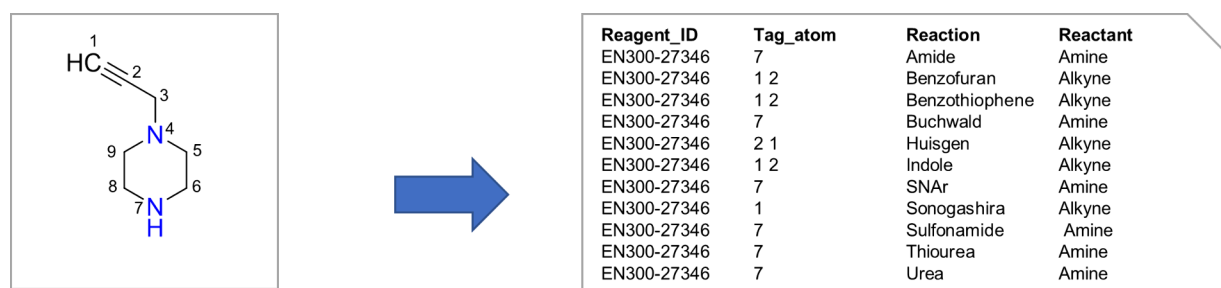 1
HC
2
3
N 4
9 5
8 6
7 N
H
Reagent_ID Tag_atom Reaction Reactant
EN300-27346 7 Amide Amine
EN300-27346 1 2 Benzofuran Alkyne
EN300-27346 1 2 Benzothiophene Alkyne
EN300-27346 7 Buchwald Amine
EN300-27346 2 1 Huisgen Alkyne
EN300-27346 1 2 Indole Alkyne
EN300-27346 7 SNAr Amine
EN300-27346 1 Sonogashira Alkyne
EN300-27346 7 Sulfonamide Amine
EN300-27346 7 Thiourea Amine
EN300-27346 7 Urea Amine